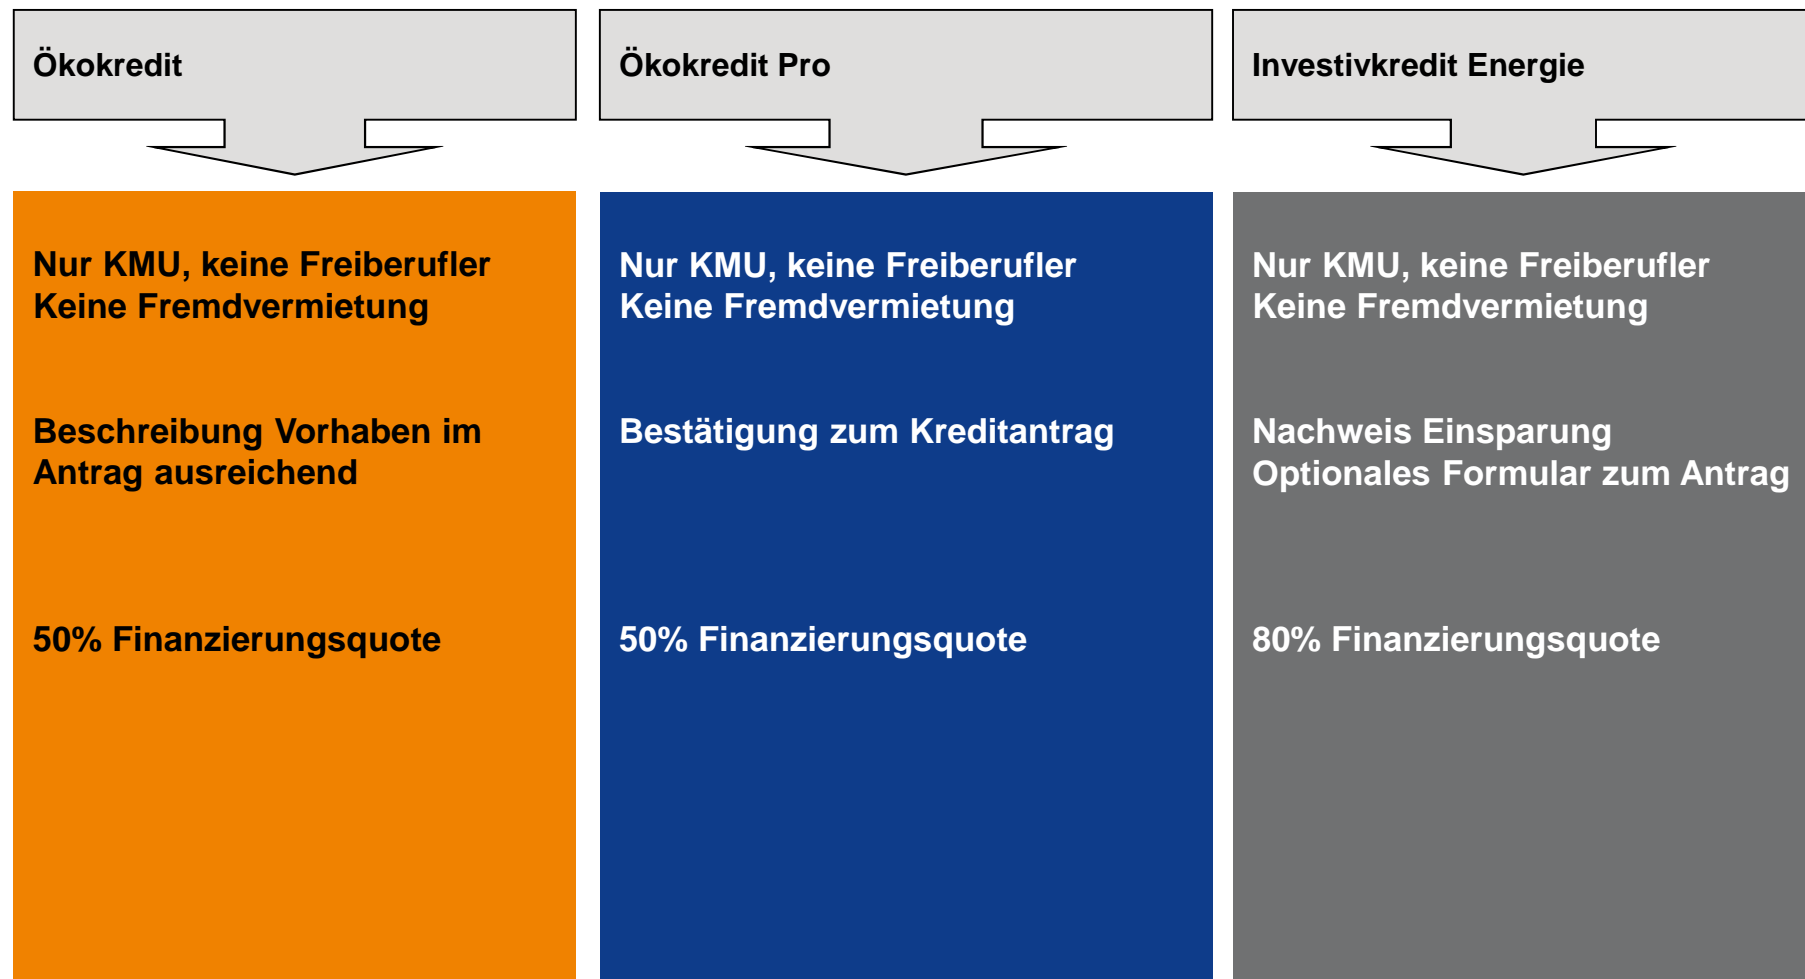 Ökokredit
Nur KMU, keine Freiberufler
Keine Fremdvermietung
Beschreibung Vorhaben im
Antrag ausreichend
50% Finanzierungsquote
Ökokredit Pro
Nur KMU, keine Freiberufler
Keine Fremdvermietung
Bestätigung zum Kreditantrag
50% Finanzierungsquote
Investivkredit Energie
Nur KMU, keine Freiberufler
Keine Fremdvermietung
Nachweis Einsparung
Optionales Formular zum Antrag
80% Finanzierungsquote